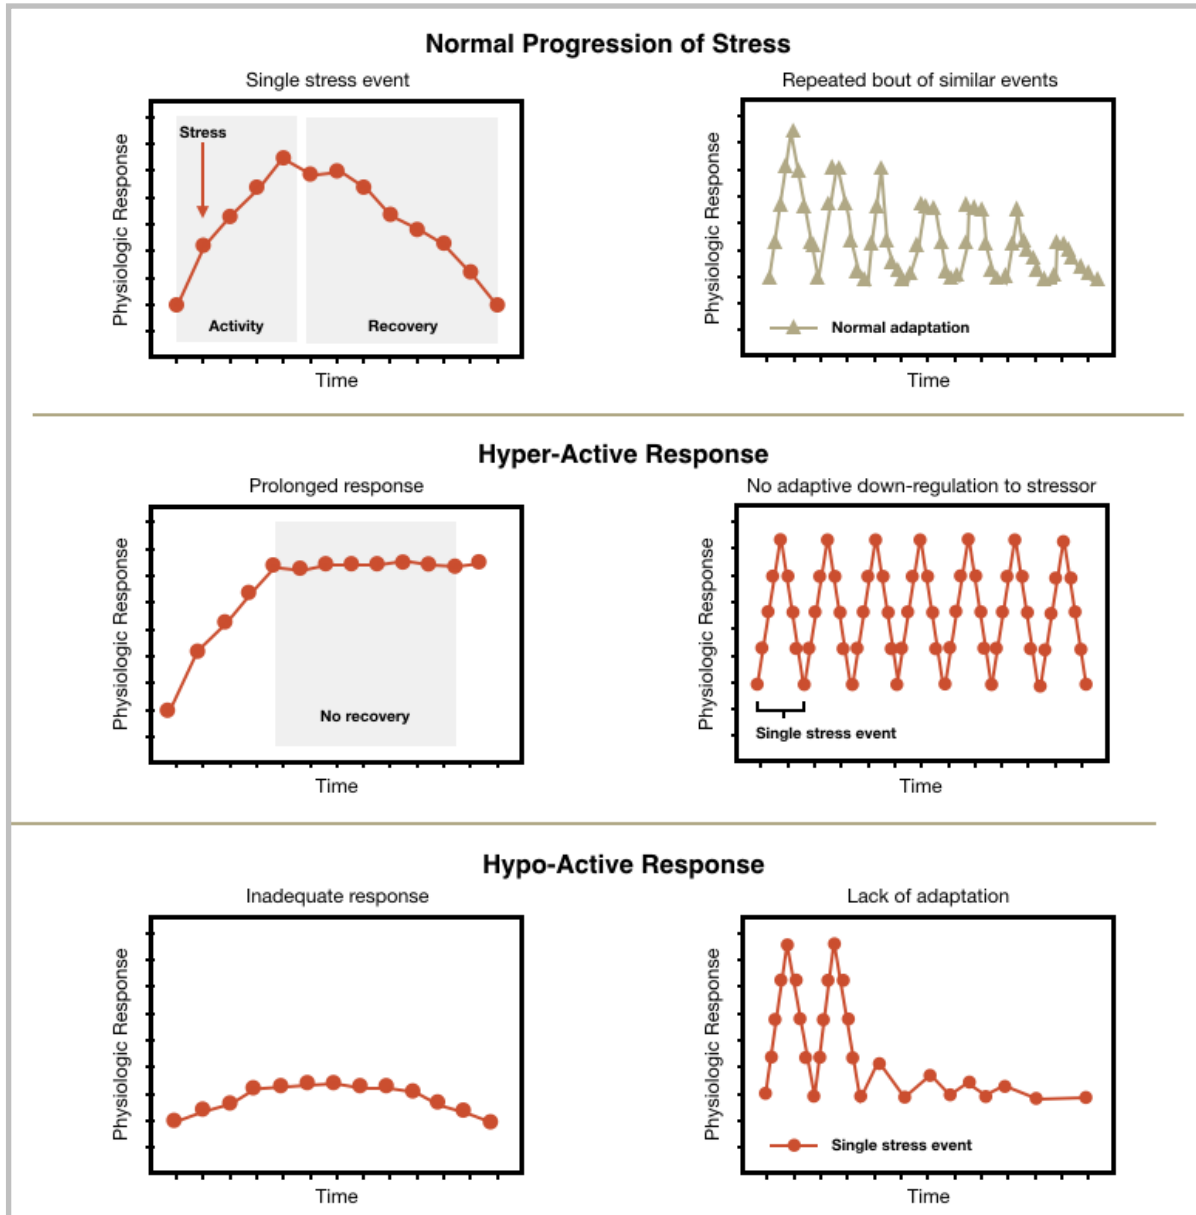 Normal Progression of Stress
Single stress event
Repeated bout of similar events
Physiologic Response
Stress
Activity
Recovery
Time
Physiologic Response
Normal adaptation
Time
Hyper-Active Response
Prolonged response
No adaptive down-regulation to stressor
Physiologic Response
No recovery
Time
Physiologic Response
Single stress event
Time
Hypo-Active Response
Inadequate response
Lack of adaptation
Physiologic Response
Time
Physiologic Response
Single stress event
Time